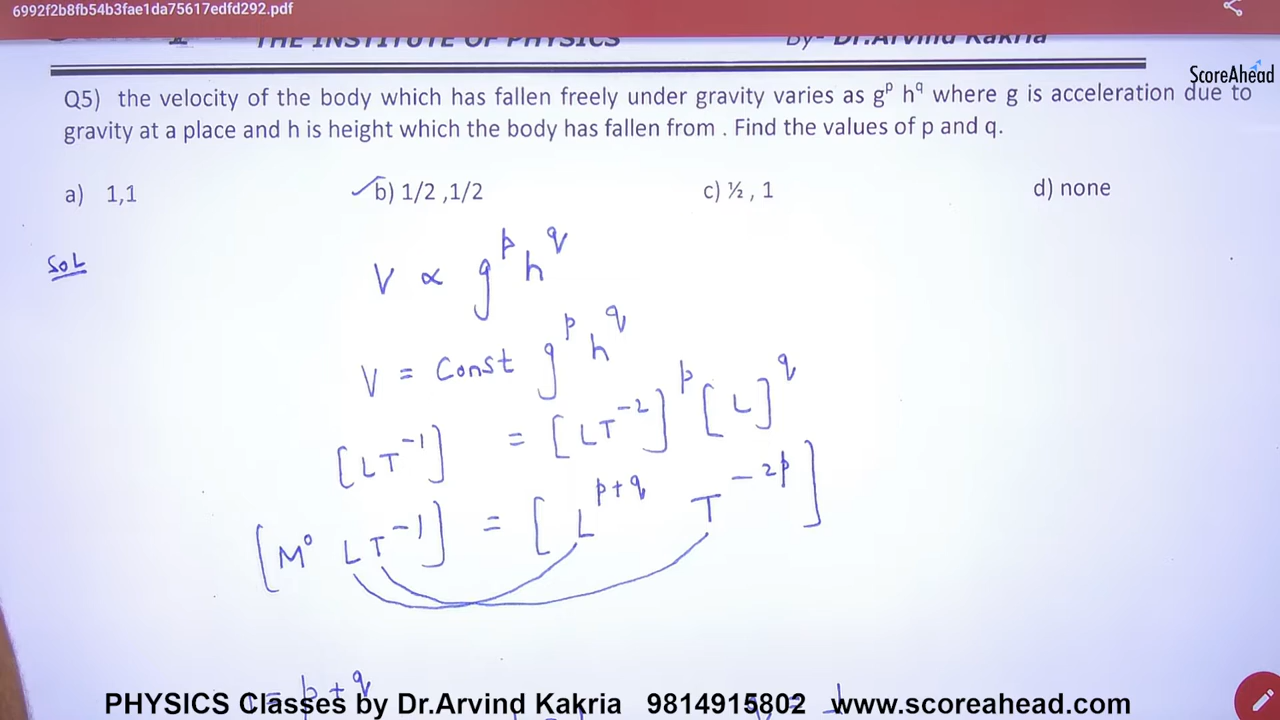 6992f2b8fb54b3fae1da75617edfd292.pdf
THE INSTITUTE OF PHYSICS By- Dr.Arvind Kakria
ScoreAhead
Q5) the velocity of the body which has fallen freely under gravity varies as gᵖ h^q where g is acceleration due to
gravity at a place and h is height which the body has fallen from . Find the values of p and q.
a) 1,1 b) 1/2 ,1/2 c) ½ , 1 d) none
SOL
V ∝ gᵖ h^q
V = Const gᵖ h^q
[LT⁻¹] = [LT⁻²]ᵖ [L]^q
[M⁰ LT⁻¹] = [L^(p+q) T^(-2p)]
= p+q
PHYSICS Classes by Dr.Arvind Kakria 9814915802 www.scoreahead.com